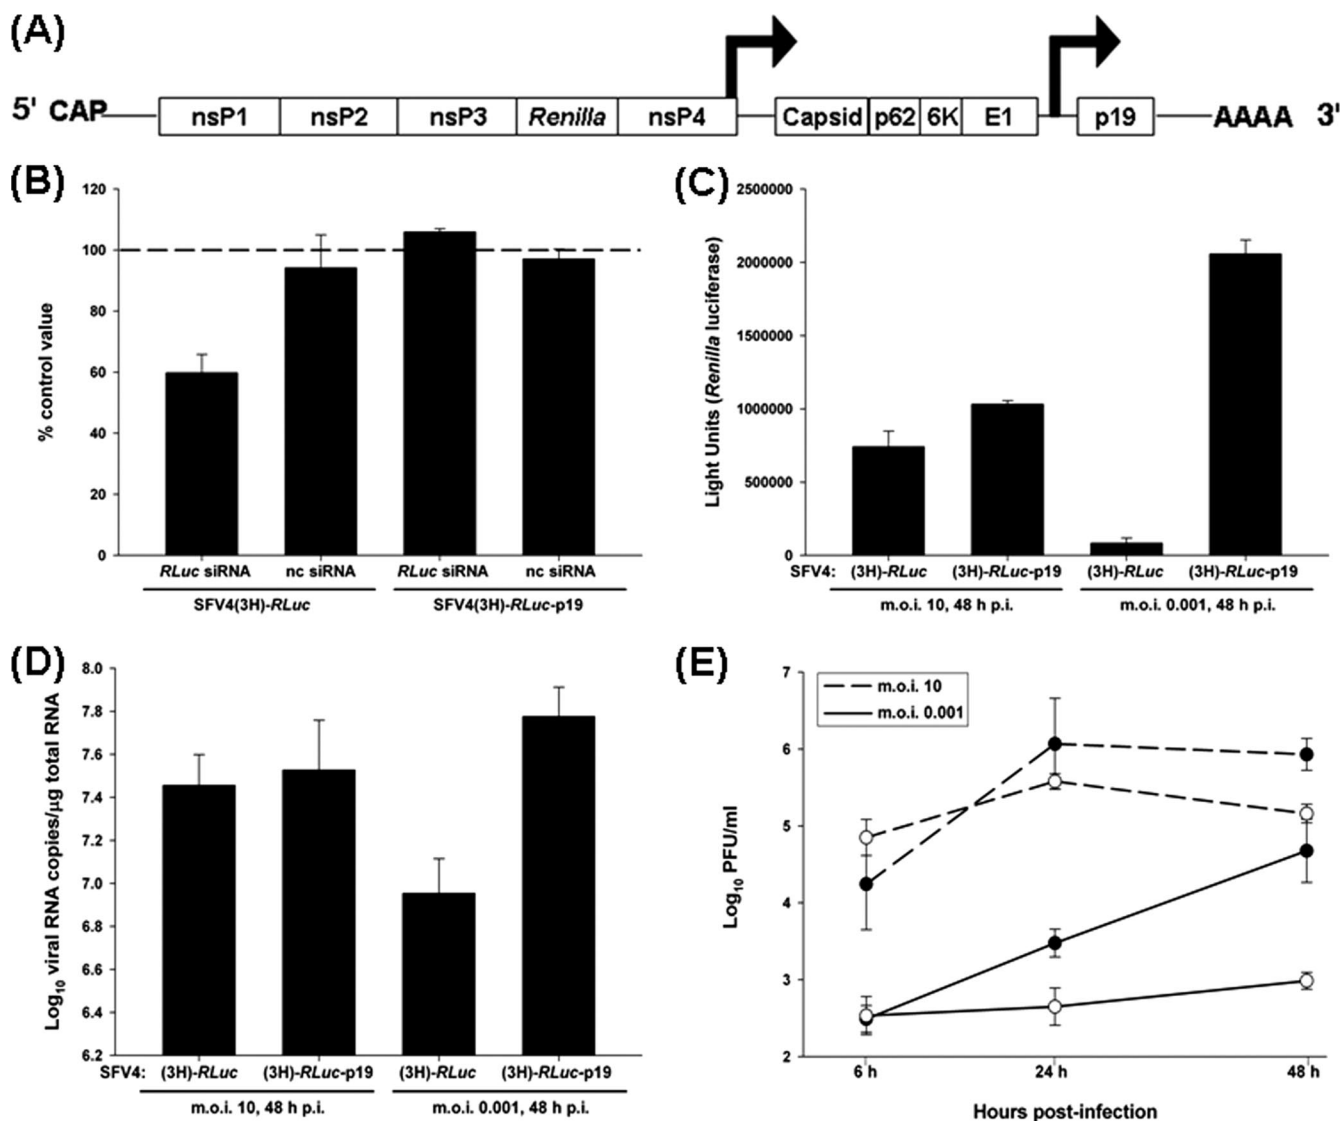 (A)
5' CAP nsP1 nsP2 nsP3 Renilla nsP4 Capsid p62 6K E1 p19 AAAA 3'
(B)
120
100
80
60
40
20
0
% control value
RLuc siRNA nc siRNA RLuc siRNA nc siRNA
SFV4(3H)-RLuc SFV4(3H)-RLuc-p19
(C)
2500000
2000000
1500000
1000000
500000
0
Light Units (Renilla luciferase)
SFV4: (3H)-RLuc (3H)-RLuc-p19 (3H)-RLuc (3H)-RLuc-p19
m.o.i. 10, 48 h p.i. m.o.i. 0.001, 48 h p.i.
(D)
8.0
7.8
7.6
7.4
7.2
7.0
6.8
6.6
6.4
6.2
Log10 viral RNA copies/µg total RNA
SFV4: (3H)-RLuc (3H)-RLuc-p19 (3H)-RLuc (3H)-RLuc-p19
m.o.i. 10, 48 h p.i. m.o.i. 0.001, 48 h p.i.
(E)
7
6
5
4
3
2
Log10 PFU/ml
m.o.i. 10
m.o.i. 0.001
6 h 24 h 48 h
Hours post-infection